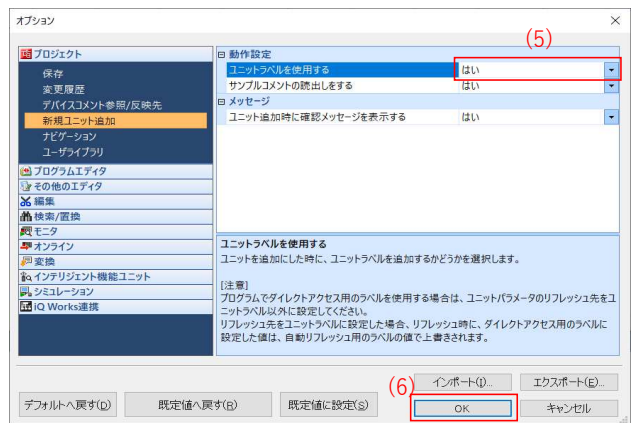 オプション
(5)
プロジェクト
保存
変更履歴
デバイスコメント参照/反映先
新規ユニット追加
ナビゲーション
ユーザライブラリ
プログラムエディタ
その他のエディタ
編集
検索/置換
モニタ
オンライン
変換
インテリジェント機能ユニット
シミュレーション
iQ Works連携
動作設定
ユニットラベルを使用する はい
サンプルコメントの読出しをする はい
メッセージ
ユニット追加時に確認メッセージを表示する はい
ユニットラベルを使用する
ユニットを追加にした時に、ユニットラベルを追加するかどうかを選択します。
[注意]
プログラムでダイレクトアクセス用のラベルを使用する場合は、ユニットパラメータのリフレッシュ先をユ
ニットラベル以外に設定してください。
リフレッシュ先をユニットラベルに設定した場合、リフレッシュ時に、ダイレクトアクセス用のラベルに
設定した値は、自動リフレッシュ用のラベルの値で上書きされます。
(6)
インポート(I)... エクスポート(E)...
デフォルトへ戻す(D) 既定値へ戻す(R) 既定値に設定(S) OK キャンセル